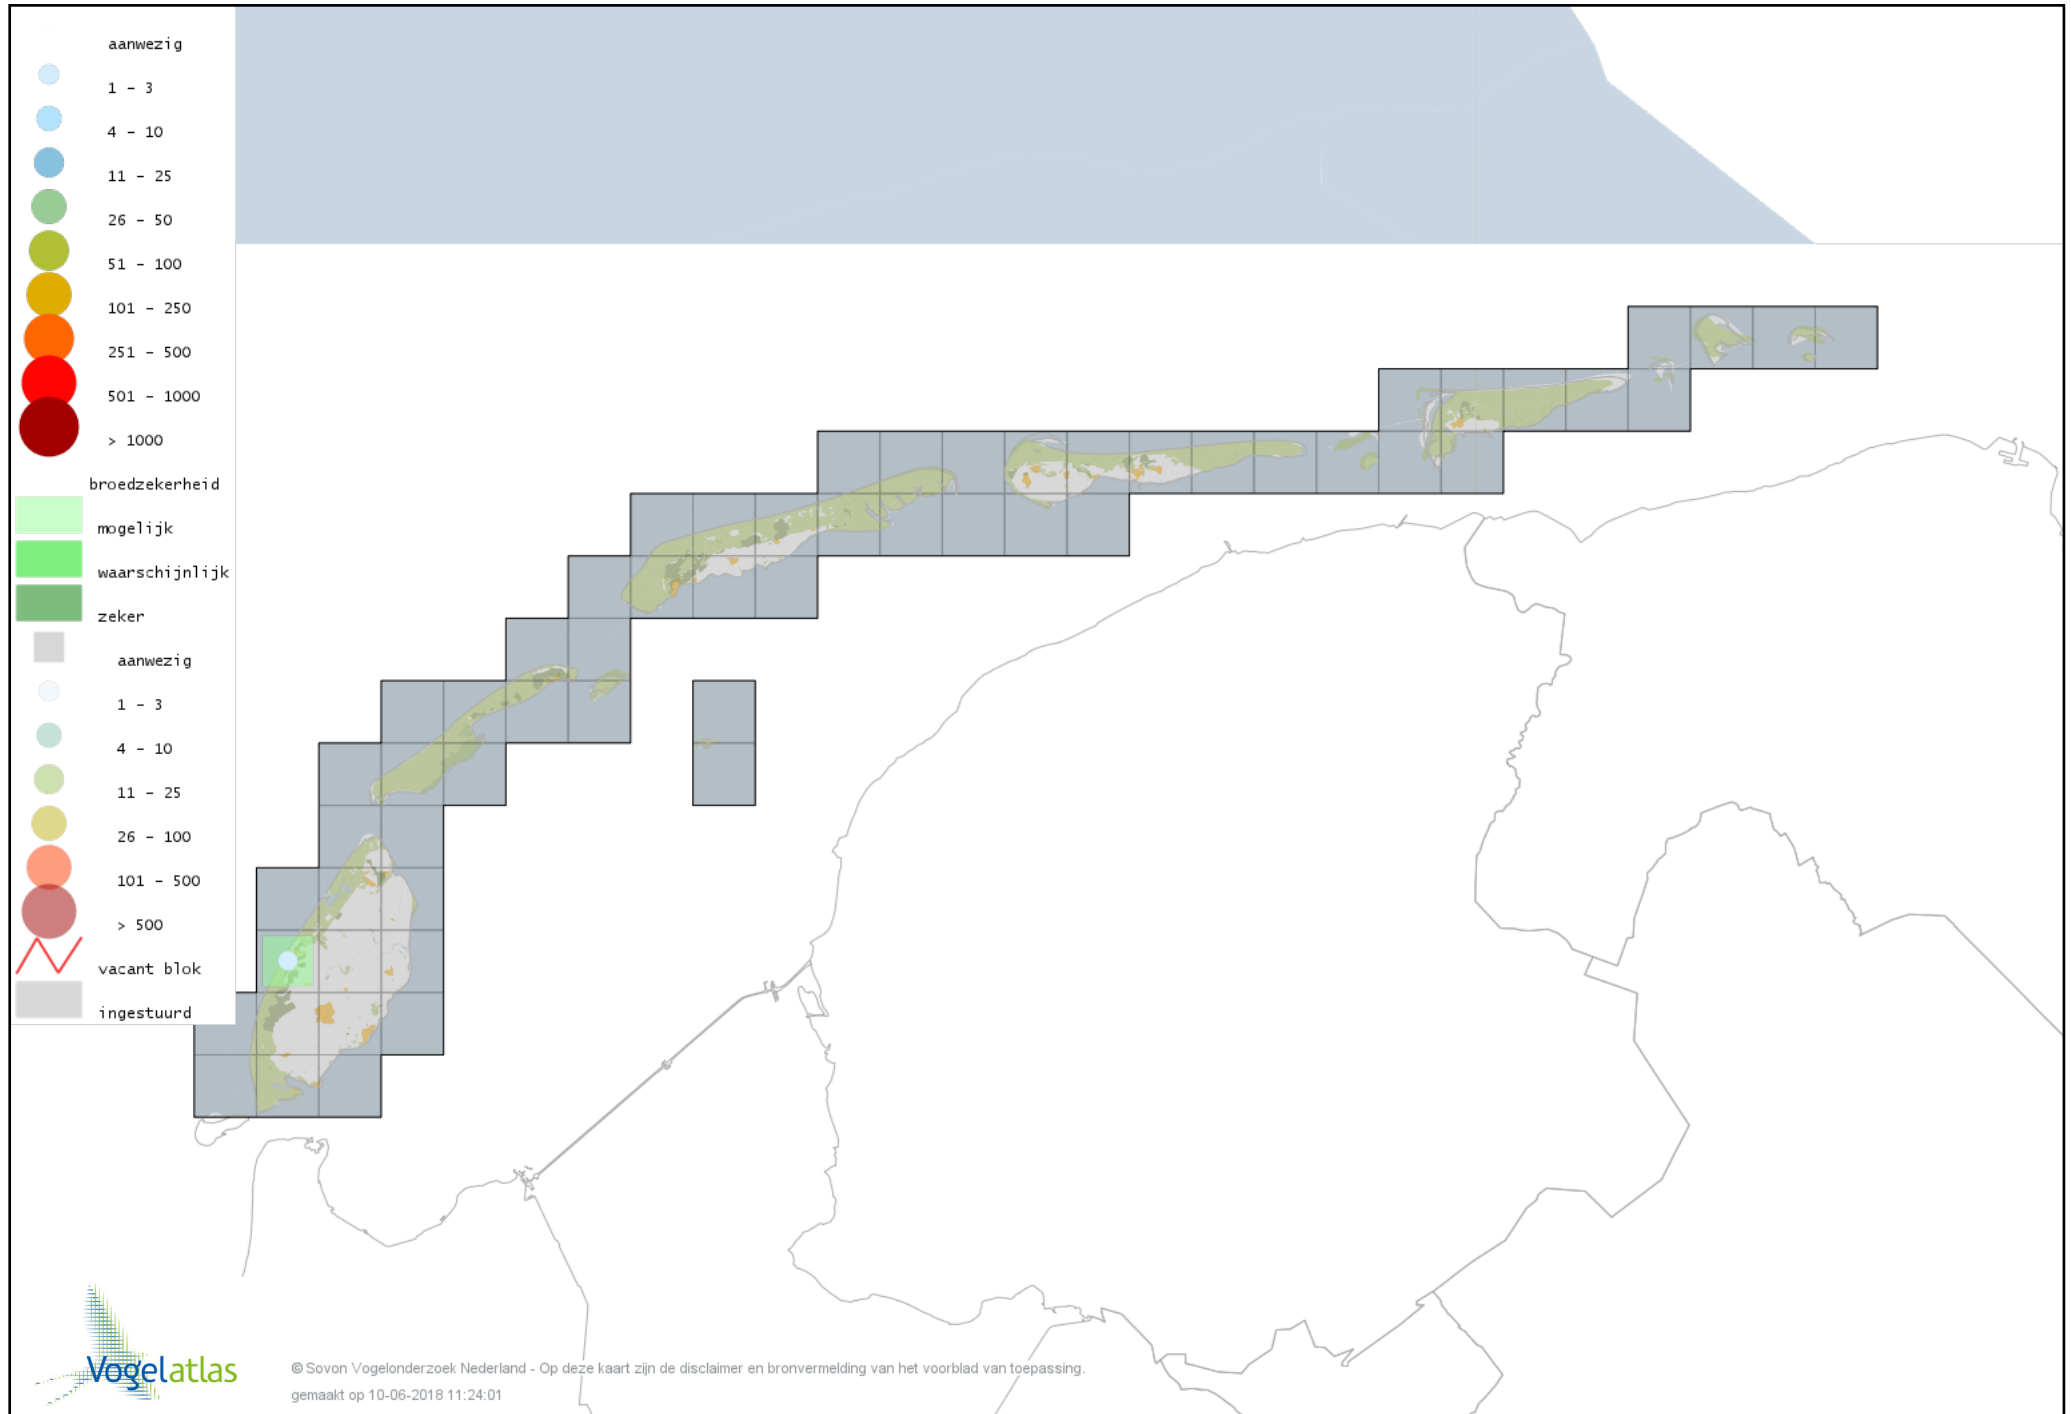 aanwezig
1 - 3
4 - 10
11 - 25
26 - 50
51 - 100
101 - 250
251 - 500
501 - 1000
> 1000
broedzekerheid
mogelijk
waarschijnlijk
zeker
aanwezig
1 - 3
4 - 10
11 - 25
26 - 100
101 - 500
> 500
vacant blok
ingestuurd
Vogelatlas
© Sovon Vogelonderzoek Nederland - Op deze kaart zijn de disclaimer en bronvermelding van het voorblad van toepassing.
gemaakt op 10-06-2018 11:24:01